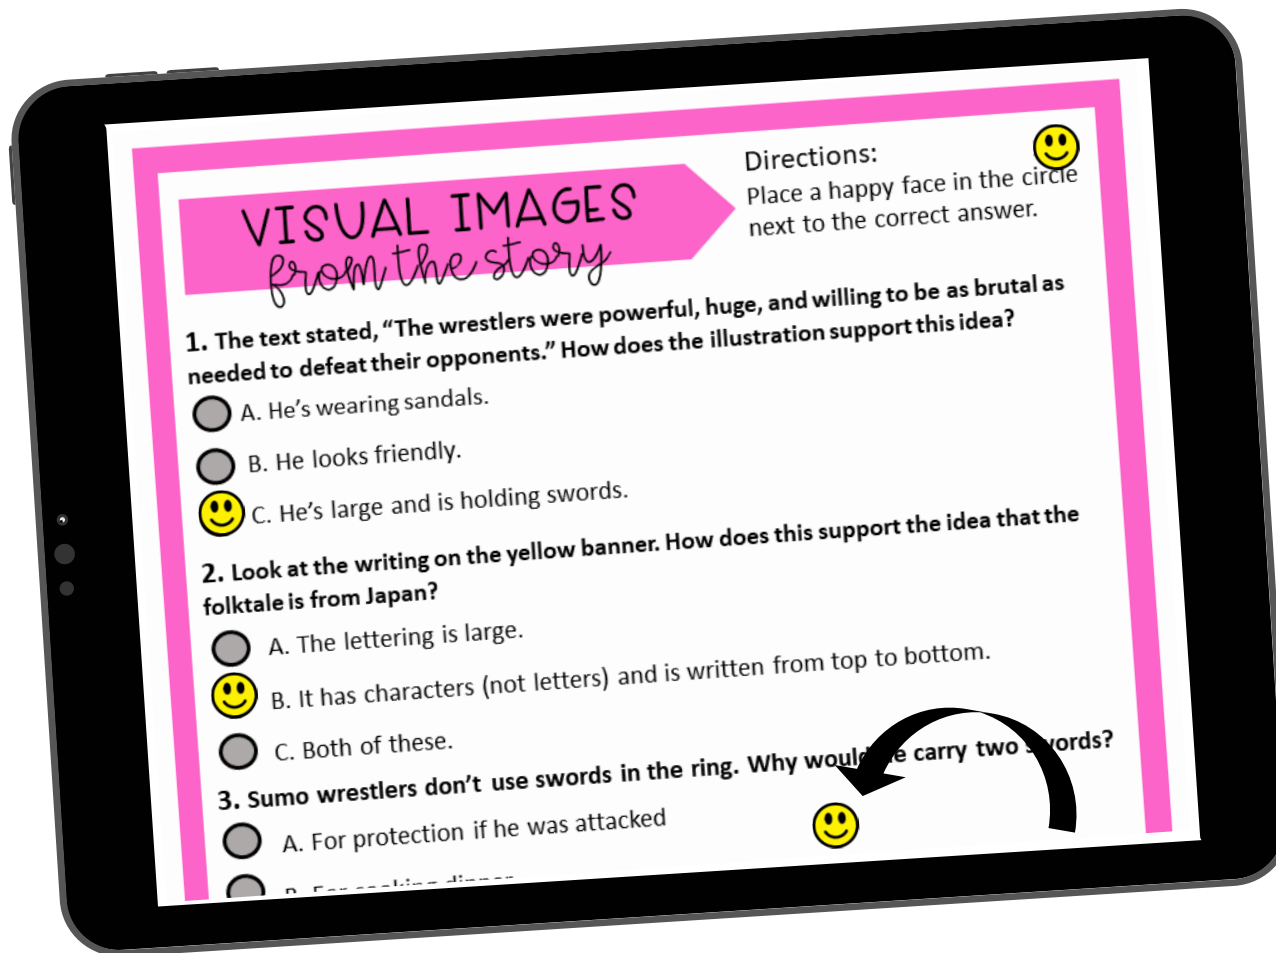 VISUAL IMAGES
from the story
Directions:
Place a happy face in the circle
next to the correct answer.
1. The text stated, “The wrestlers were powerful, huge, and willing to be as brutal as
needed to defeat their opponents.” How does the illustration support this idea?
A. He’s wearing sandals.
B. He looks friendly.
C. He’s large and is holding swords.
2. Look at the writing on the yellow banner. How does this support the idea that the
folktale is from Japan?
A. The lettering is large.
B. It has characters (not letters) and is written from top to bottom.
C. Both of these.
3. Sumo wrestlers don’t use swords in the ring. Why would he carry two swords?
A. For protection if he was attacked
B. For cooking dinner